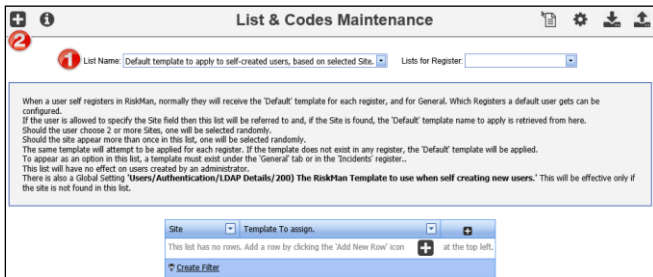 List & Codes Maintenance
2
1 List Name: Default template to apply to self-created users, based on selected Site. Lists for Register:
When a user self registers in RiskMan, normally they will receive the 'Default' template for each register, and for General. Which Registers a default user gets can be
configured.
If the user is allowed to specify the Site field then this list will be referred to and, if the Site is found, the 'Default' template name to apply is retrieved from here.
Should the user choose 2 or more Sites, one will be selected randomly.
Should the site appear more than once in this list, one will be selected randomly.
The same template will attempt to be applied for each register. If the template does not exist in any register, the 'Default' template will be applied.
To appear as an option in this list, a template must exist under the 'General' tab or in the 'Incidents' register..
This list will have no effect on users created by an administrator.
There is also a Global Setting 'Users/Authentication/LDAP Details/200) The RiskMan Template to use when self creating new users.' This will be effective only if
the site is not found in this list.
Site Template To assign.
This list has no rows. Add a row by clicking the 'Add New Row' icon at the top left.
Create Filter